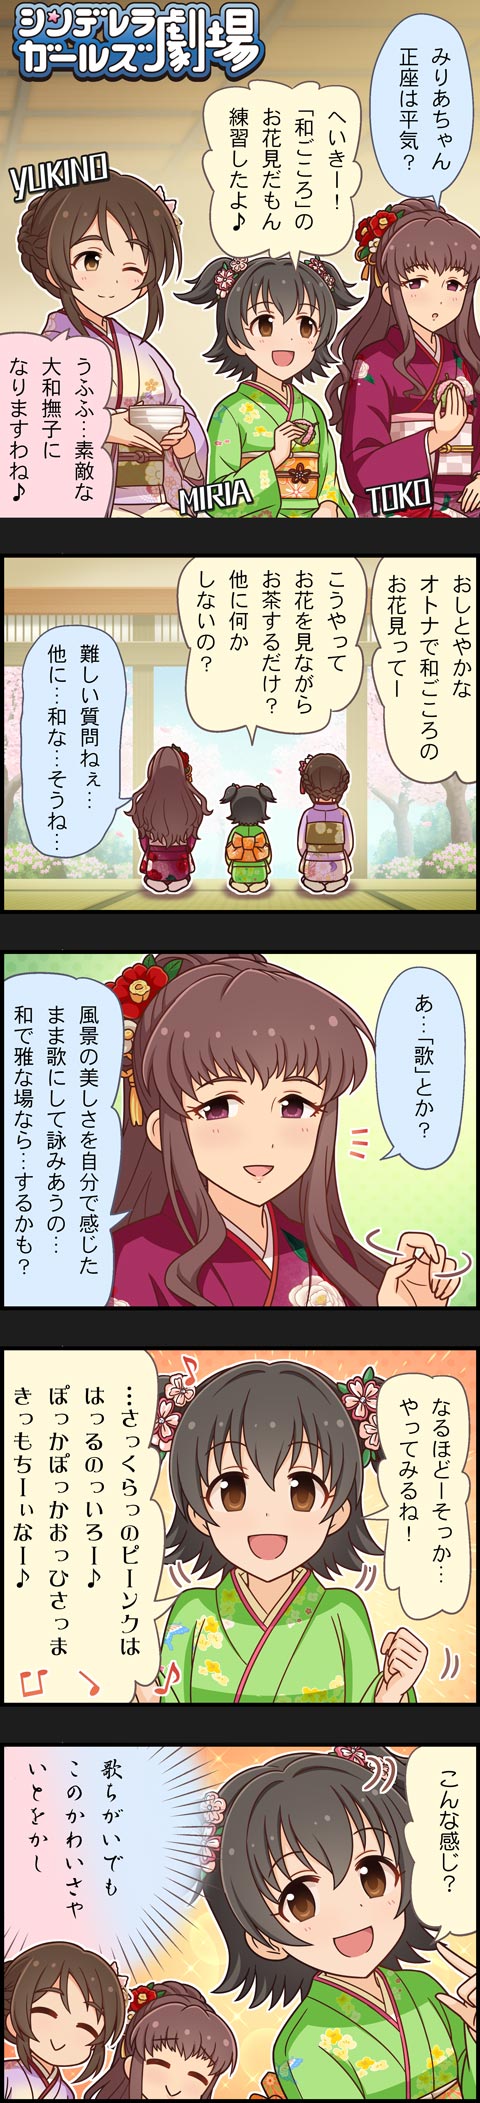 シンデレラ
ガールズ劇場
みりあちゃん
正座は平気？
へいきー！
「和ごころ」の
お花見だもん
練習したよ♪
YUKINO
うふふ…素敵な
大和撫子に
なりますわね♪
MIRIA
TOKO
おしとやかな
オトナで和ごころの
お花見ってー
こうやって
お花を見ながら
お茶するだけ？
他に何か
しないの？
難しい質問ねぇ…
他に…和な…そうね…
あ…「歌」とか？
風景の美しさを自分で感じた
まま歌にして詠みあうの…
和で雅な場なら…するかも？
なるほどーそっか…
やってみるね！
…さっくらっのピーンクは
はっるのっいろー♪
ぽっかぽっかおっひさっま
きっもちーぃなー♪
こんな感じ？
歌ちがいでも
このかわいさや
いとをかし